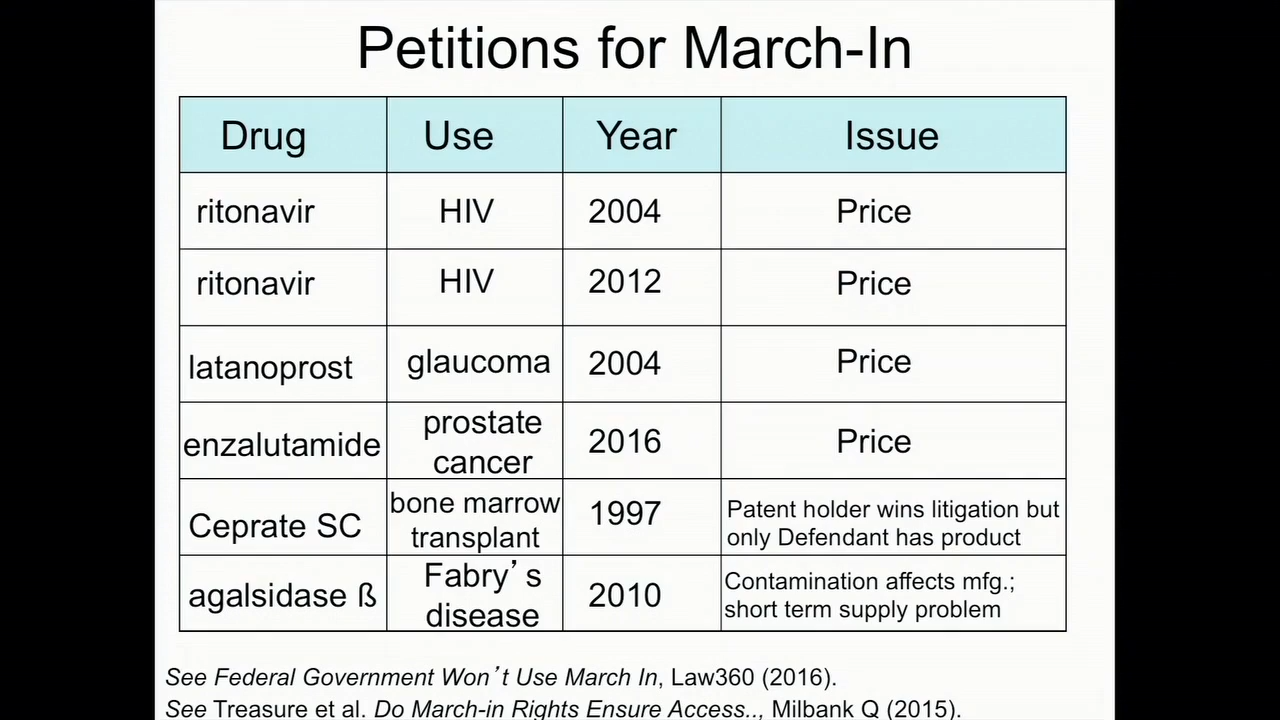 Petitions for March-In
Drug Use Year Issue
ritonavir HIV 2004 Price
ritonavir HIV 2012 Price
latanoprost glaucoma 2004 Price
enzalutamide prostate cancer 2016 Price
Ceprate SC bone marrow transplant 1997 Patent holder wins litigation but only Defendant has product
agalsidase ß Fabry’s disease 2010 Contamination affects mfg.; short term supply problem
See Federal Government Won’t Use March In, Law360 (2016).
See Treasure et al. Do March-in Rights Ensure Access.., Milbank Q (2015).